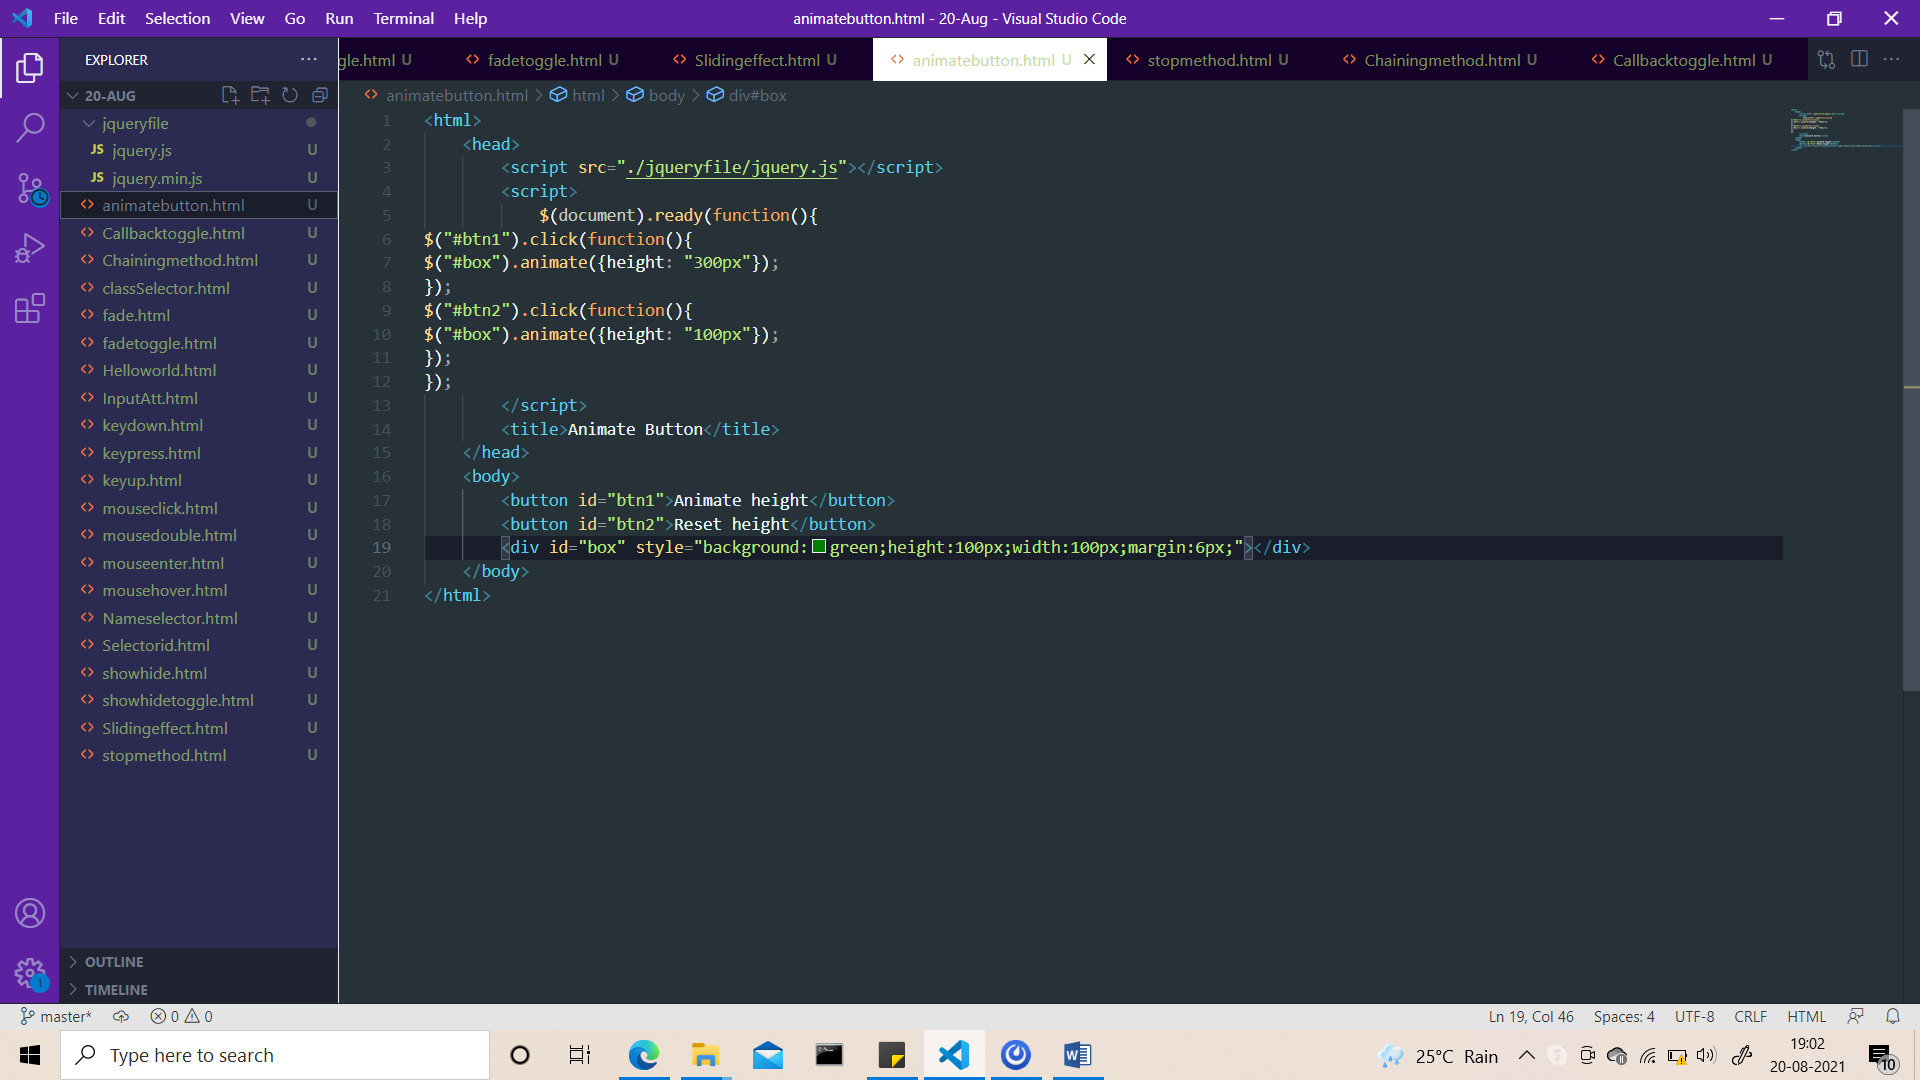 File Edit Selection View Go Run Terminal Help
animatebutton.html - 20-Aug - Visual Studio Code
EXPLORER
gle.html U
fadetoggle.html U
Slidingeffect.html U
animatebutton.html U
stopmethod.html U
Chainingmethod.html U
Callbacktoggle.html U
20-AUG
jqueryfile
JS jquery.js U
JS jquery.min.js U
animatebutton.html U
Callbacktoggle.html U
Chainingmethod.html U
classSelector.html U
fade.html U
fadetoggle.html U
Helloworld.html U
InputAtt.html U
keydown.html U
keypress.html U
keyup.html U
mouseclick.html U
mousedouble.html U
mouseenter.html U
mousehover.html U
Nameselector.html U
Selectorid.html U
showhide.html U
showhidetoggle.html U
Slidingeffect.html U
stopmethod.html U
OUTLINE
TIMELINE
animatebutton.html > html > body > div#box
1 <html>
2 <head>
3 <script src="./jqueryfile/jquery.js"></script>
4 <script>
5 $(document).ready(function(){
6 $("#btn1").click(function(){
7 $("#box").animate({height: "300px"});
8 });
9 $("#btn2").click(function(){
10 $("#box").animate({height: "100px"});
11 });
12 });
13 </script>
14 <title>Animate Button</title>
15 </head>
16 <body>
17 <button id="btn1">Animate height</button>
18 <button id="btn2">Reset height</button>
19 <div id="box" style="background:green;height:100px;width:100px;margin:6px;"></div>
20 </body>
21 </html>
1
master* 0 0
Ln 19, Col 46 Spaces: 4 UTF-8 CRLF HTML
Type here to search
25°C Rain
19:02
20-08-2021
10